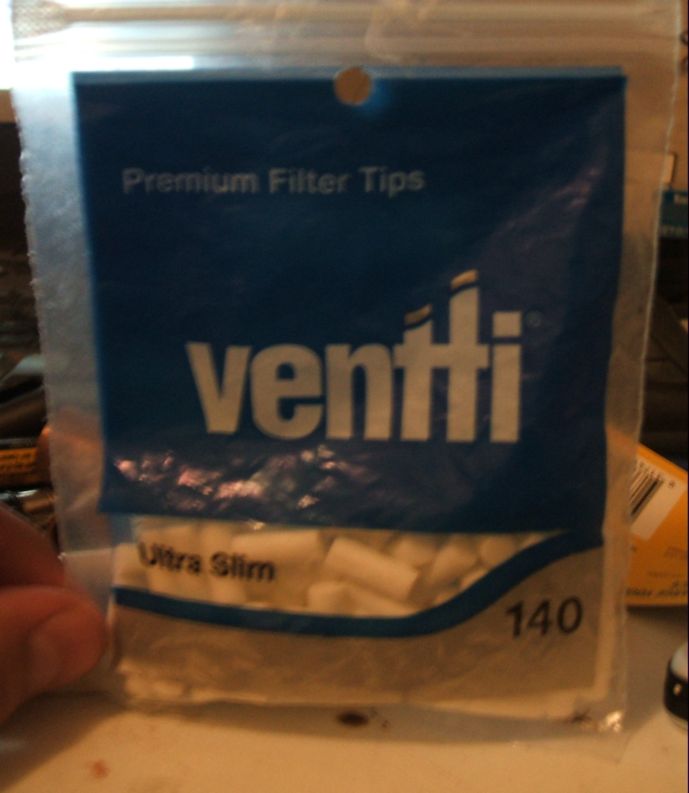 Premium Filter Tips
ventti®
Ultra Slim
140